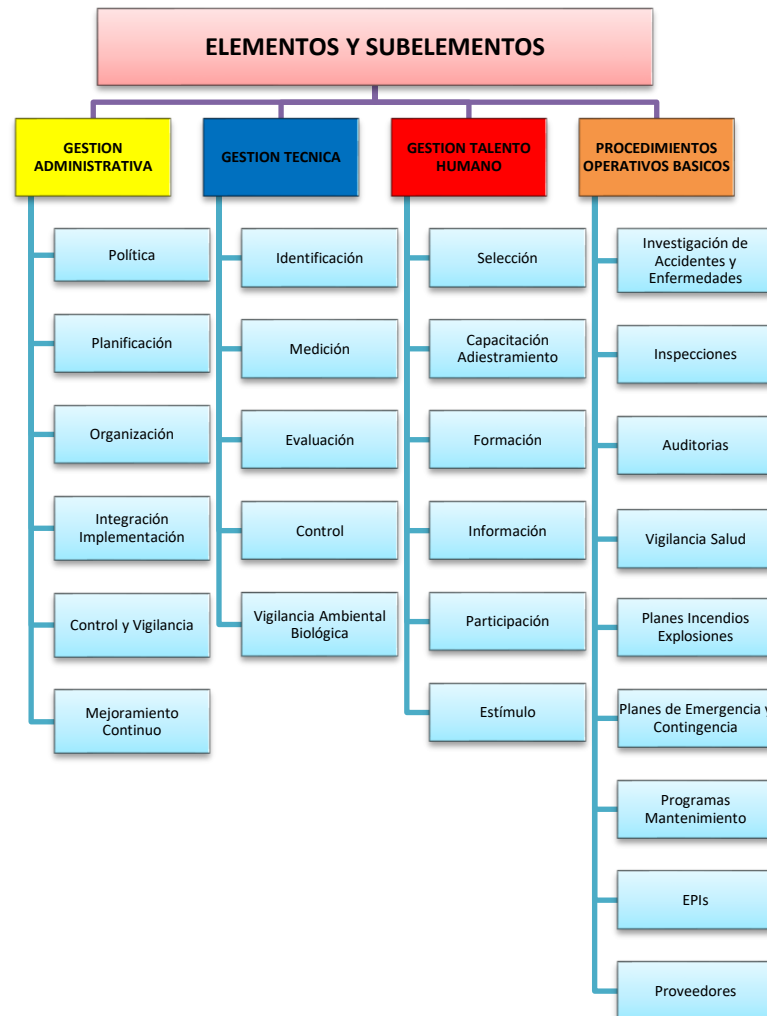 ELEMENTOS Y SUBELEMENTOS
GESTION
ADMINISTRATIVA
Política
Planificación
Organización
Integración
Implementación
Control y Vigilancia
Mejoramiento
Continuo
GESTION TECNICA
Identificación
Medición
Evaluación
Control
Vigilancia Ambiental
Biológica
GESTION TALENTO
HUMANO
Selección
Capacitación
Adiestramiento
Formación
Información
Participación
Estímulo
PROCEDIMIENTOS
OPERATIVOS BASICOS
Investigación de
Accidentes y
Enfermedades
Inspecciones
Auditorias
Vigilancia Salud
Planes Incendios
Explosiones
Planes de Emergencia y
Contingencia
Programas
Mantenimiento
EPIs
Proveedores